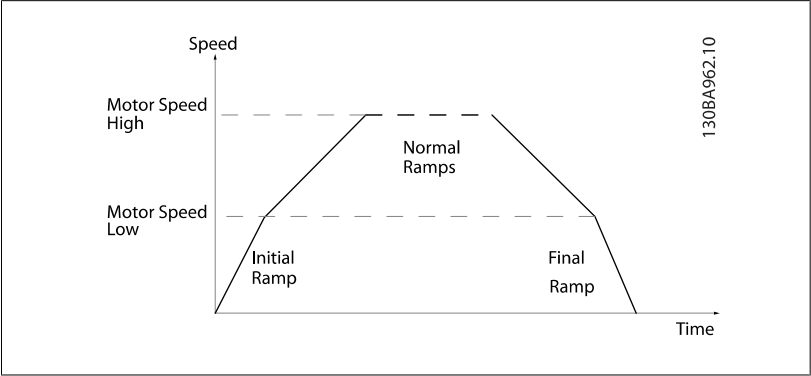 Speed
130BA962.10
Motor Speed
High
Normal
Ramps
Motor Speed
Low
Initial
Ramp
Final
Ramp
Time